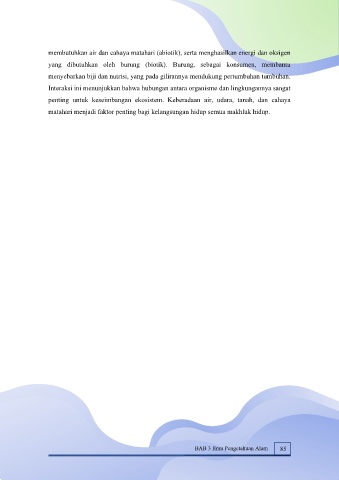 membutuhkan air dan cahaya matahari (abiotik), serta menghasilkan energi dan oksigen
yang dibutuhkan oleh burung (biotik). Burung, sebagai konsumen, membantu
menyebarkan biji dan nutrisi, yang pada gilirannya mendukung pertumbuhan tumbuhan.
Interaksi ini menunjukkan bahwa hubungan antara organisme dan lingkungannya sangat
penting untuk keseimbangan ekosistem. Keberadaan air, udara, tanah, dan cahaya
matahari menjadi faktor penting bagi kelangsungan hidup semua makhluk hidup.
BAB 3 Ilmu Pengetahuan Alam 85